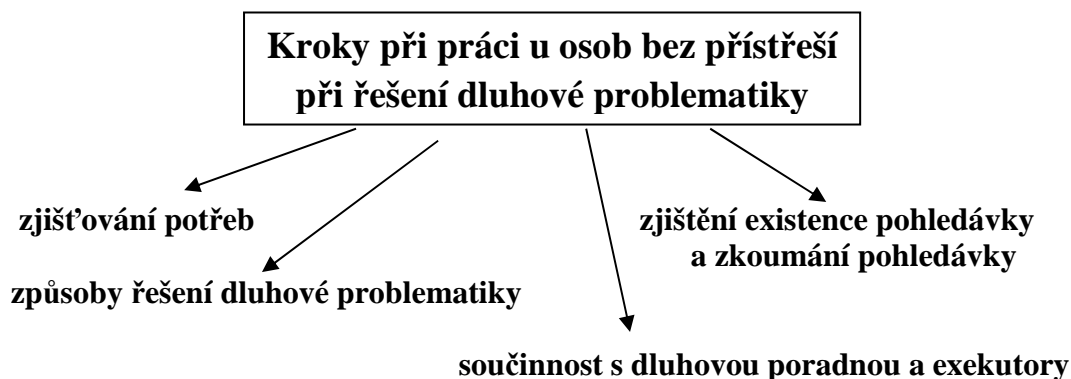 Kroky při práci u osob bez přístřeší
při řešení dluhové problematiky
zjišťování potřeb
zjištění existence pohledávky
a zkoumání pohledávky
způsoby řešení dluhové problematiky
součinnost s dluhovou poradnou a exekutory